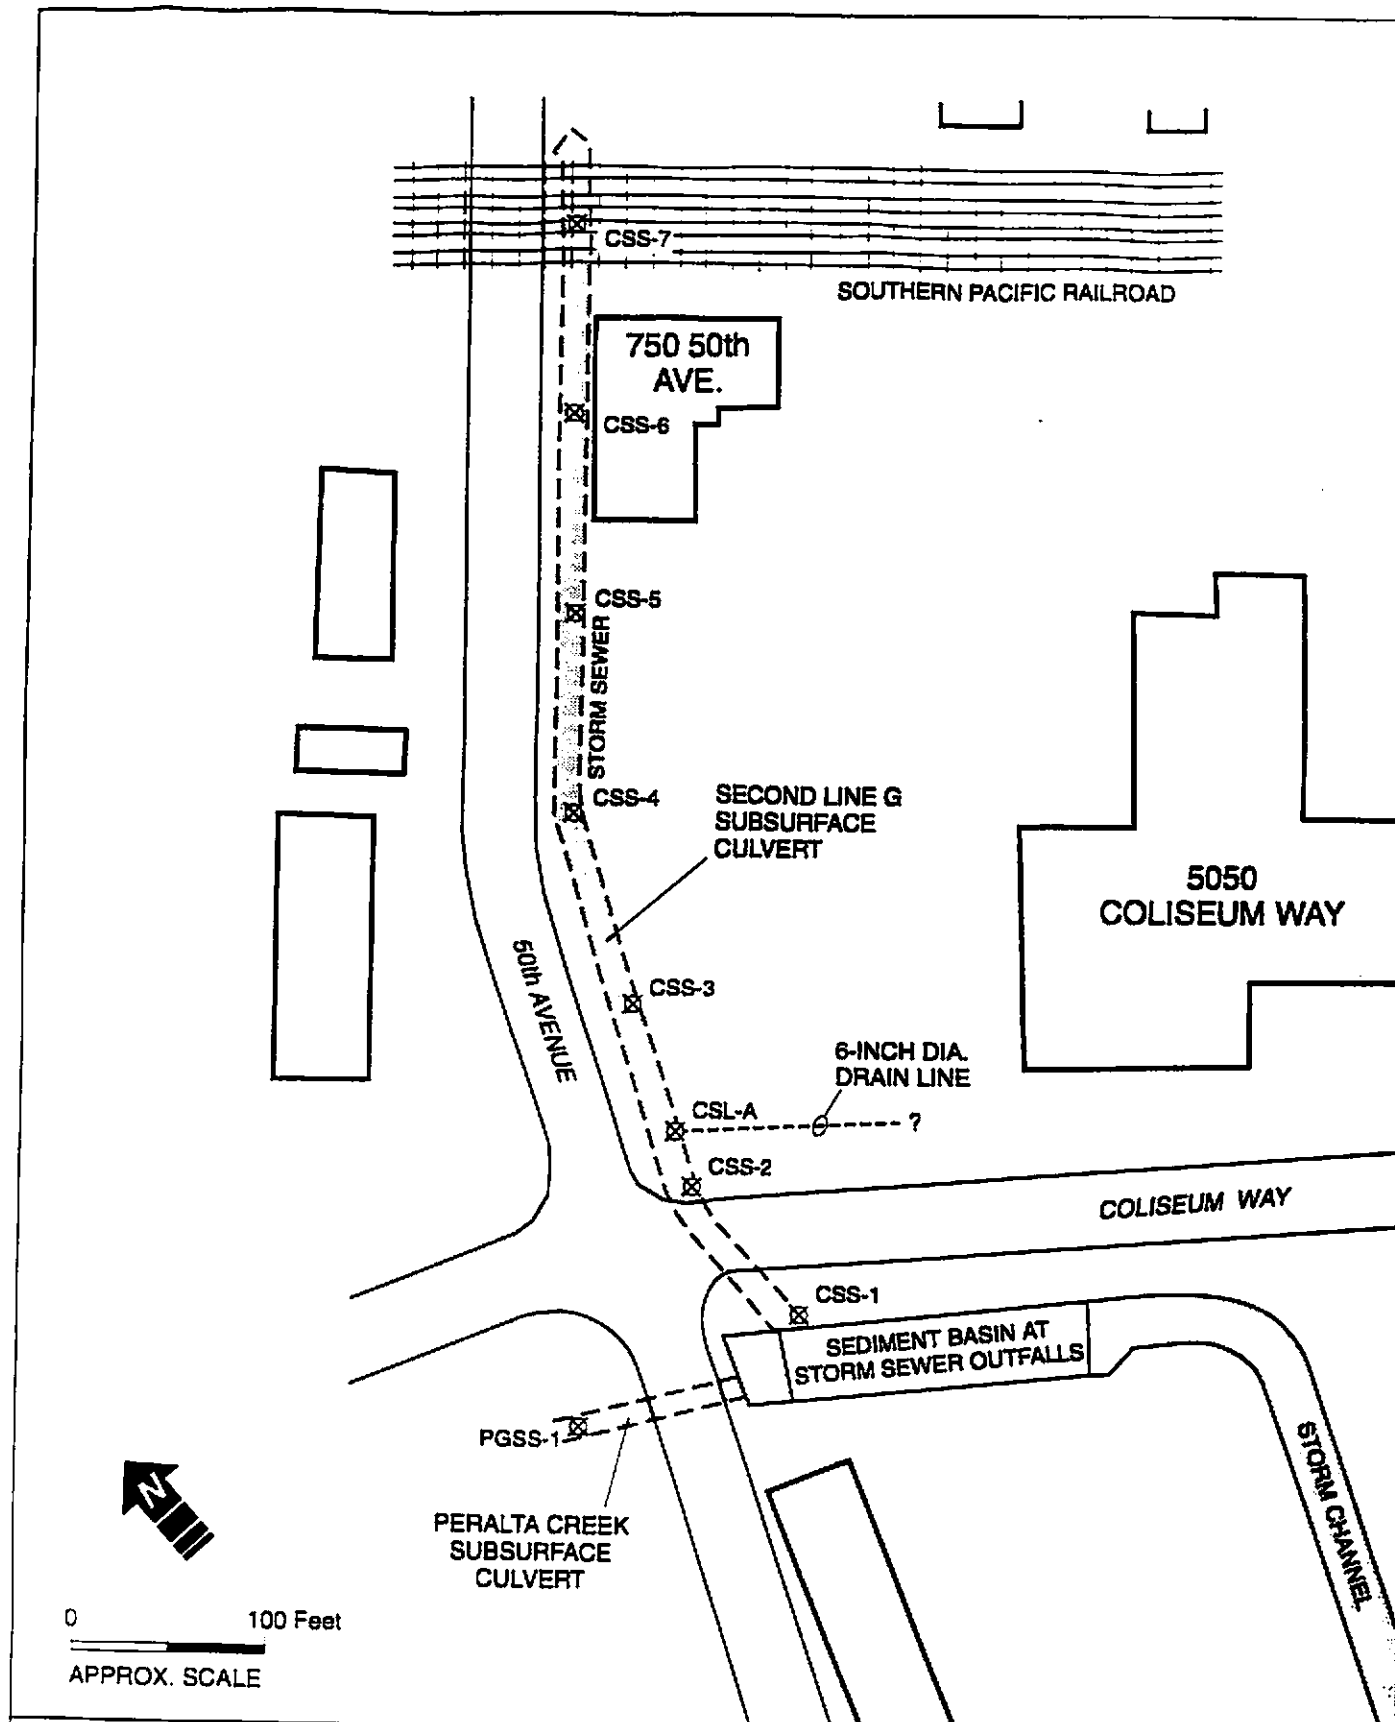 CSS-7
SOUTHERN PACIFIC RAILROAD
750 50th
AVE.
CSS-6
CSS-5
STORM SEWER
CSS-4
SECOND LINE G
SUBSURFACE
CULVERT
5050
COLISEUM WAY
50th AVENUE
CSS-3
6-INCH DIA.
DRAIN LINE
CSL-A
?
CSS-2
COLISEUM WAY
CSS-1
SEDIMENT BASIN AT
STORM SEWER OUTFALLS
PGSS-1
STORM CHANNEL
N
PERALTA CREEK
SUBSURFACE
CULVERT
0 100 Feet
APPROX. SCALE